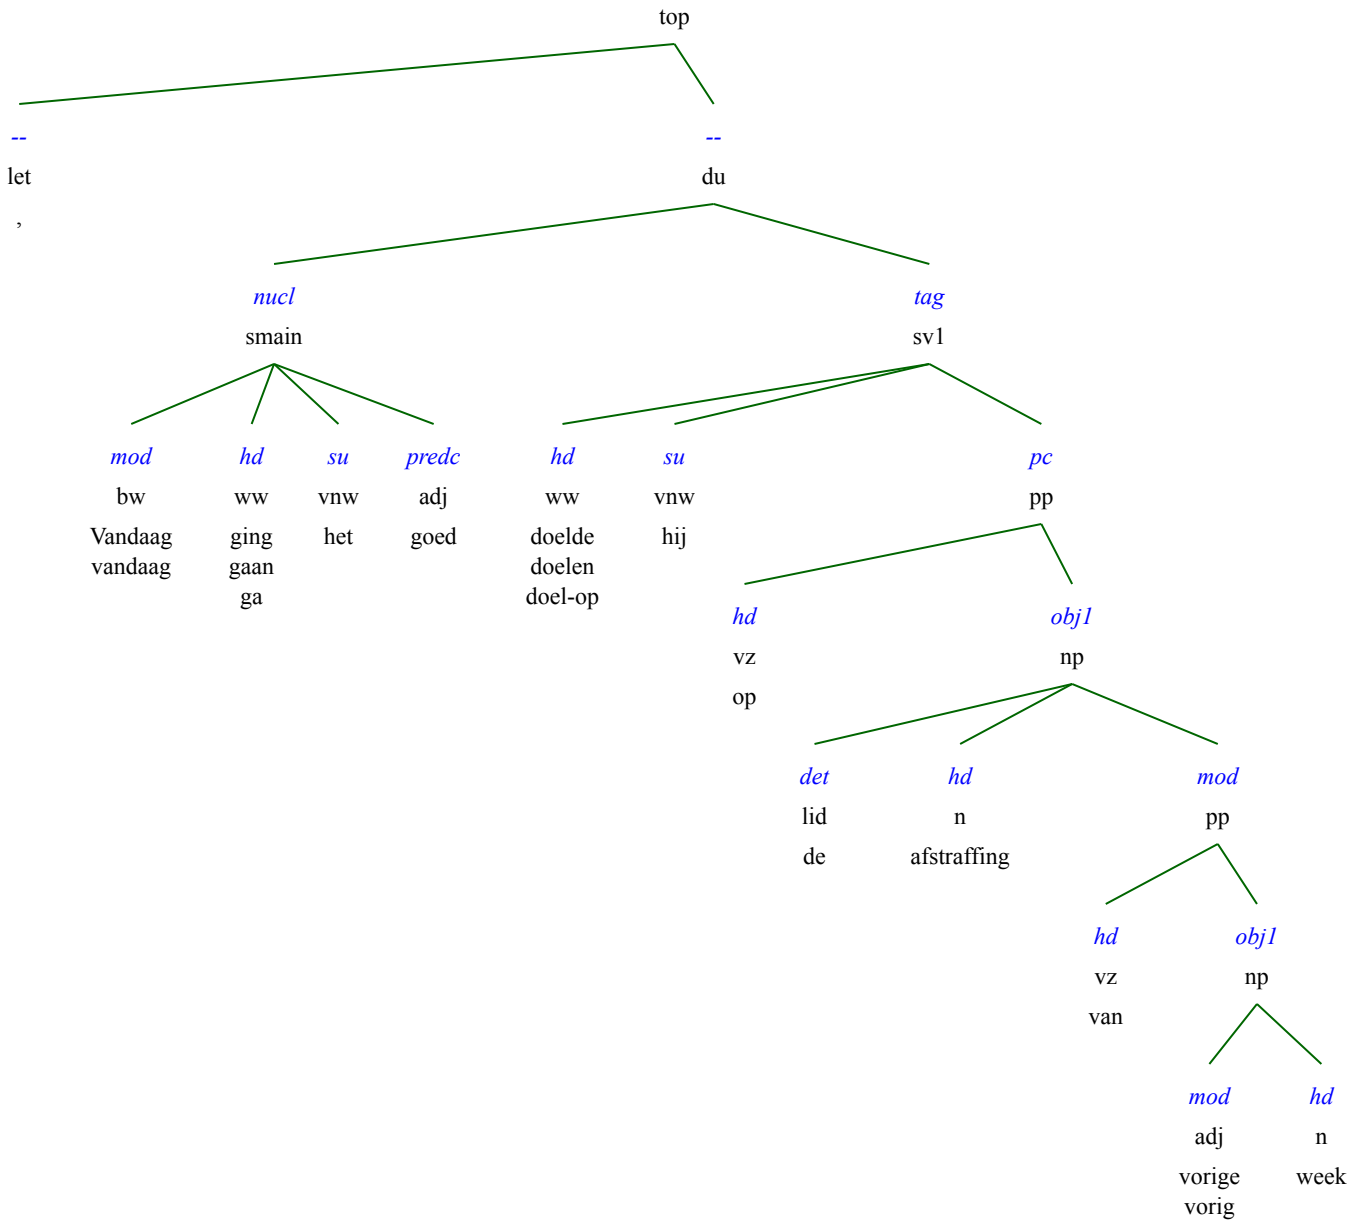 top
-- --
let du
,
nucl tag
smain sv1
mod hd su predc hd su pc
bw ww vnw adj ww vnw pp
Vandaag ging het goed doelde hij
vandaag gaan doelen
ga doel-op
hd obj1
vz np
op
det hd mod
lid n pp
de afstraffing
hd obj1
vz np
van
mod hd
adj n
vorige week
vorig